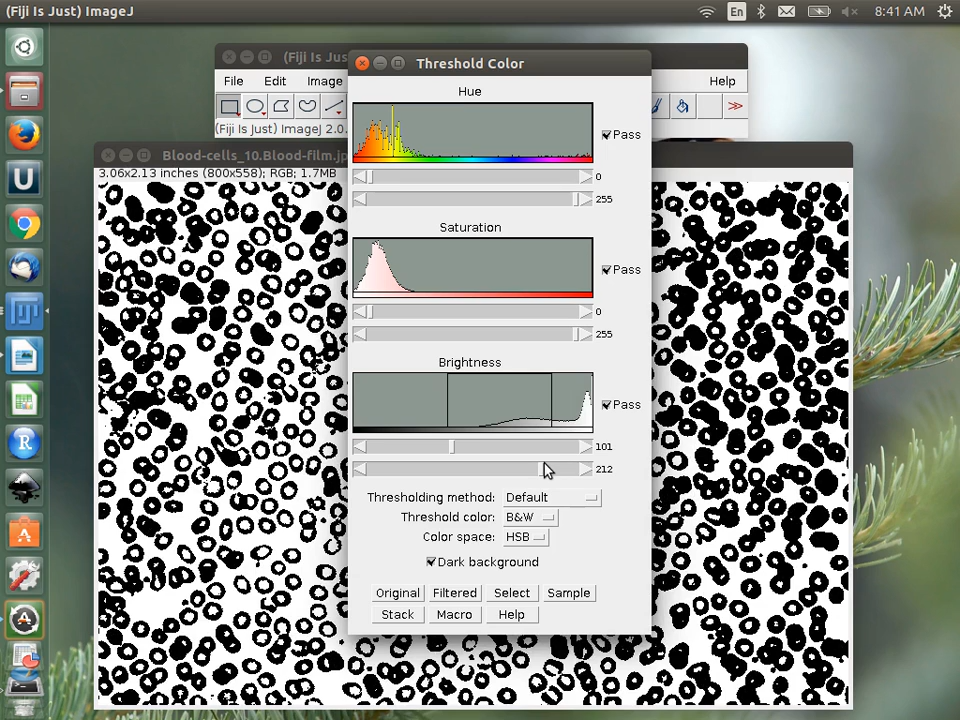 (Fiji Is Just) ImageJ
En
8:41 AM
(Fiji Is Jus
Threshold Color
File Edit Image
Help
(Fiji Is Just) ImageJ 2.0.
Blood-cells_10.Blood-film.jp
3.06x2.13 inches (800x558); RGB; 1.7MB
Hue
Pass
0
255
Saturation
Pass
0
255
Brightness
Pass
101
212
Thresholding method: Default
Threshold color: B&W
Color space: HSB
Dark background
Original Filtered Select Sample
Stack Macro Help